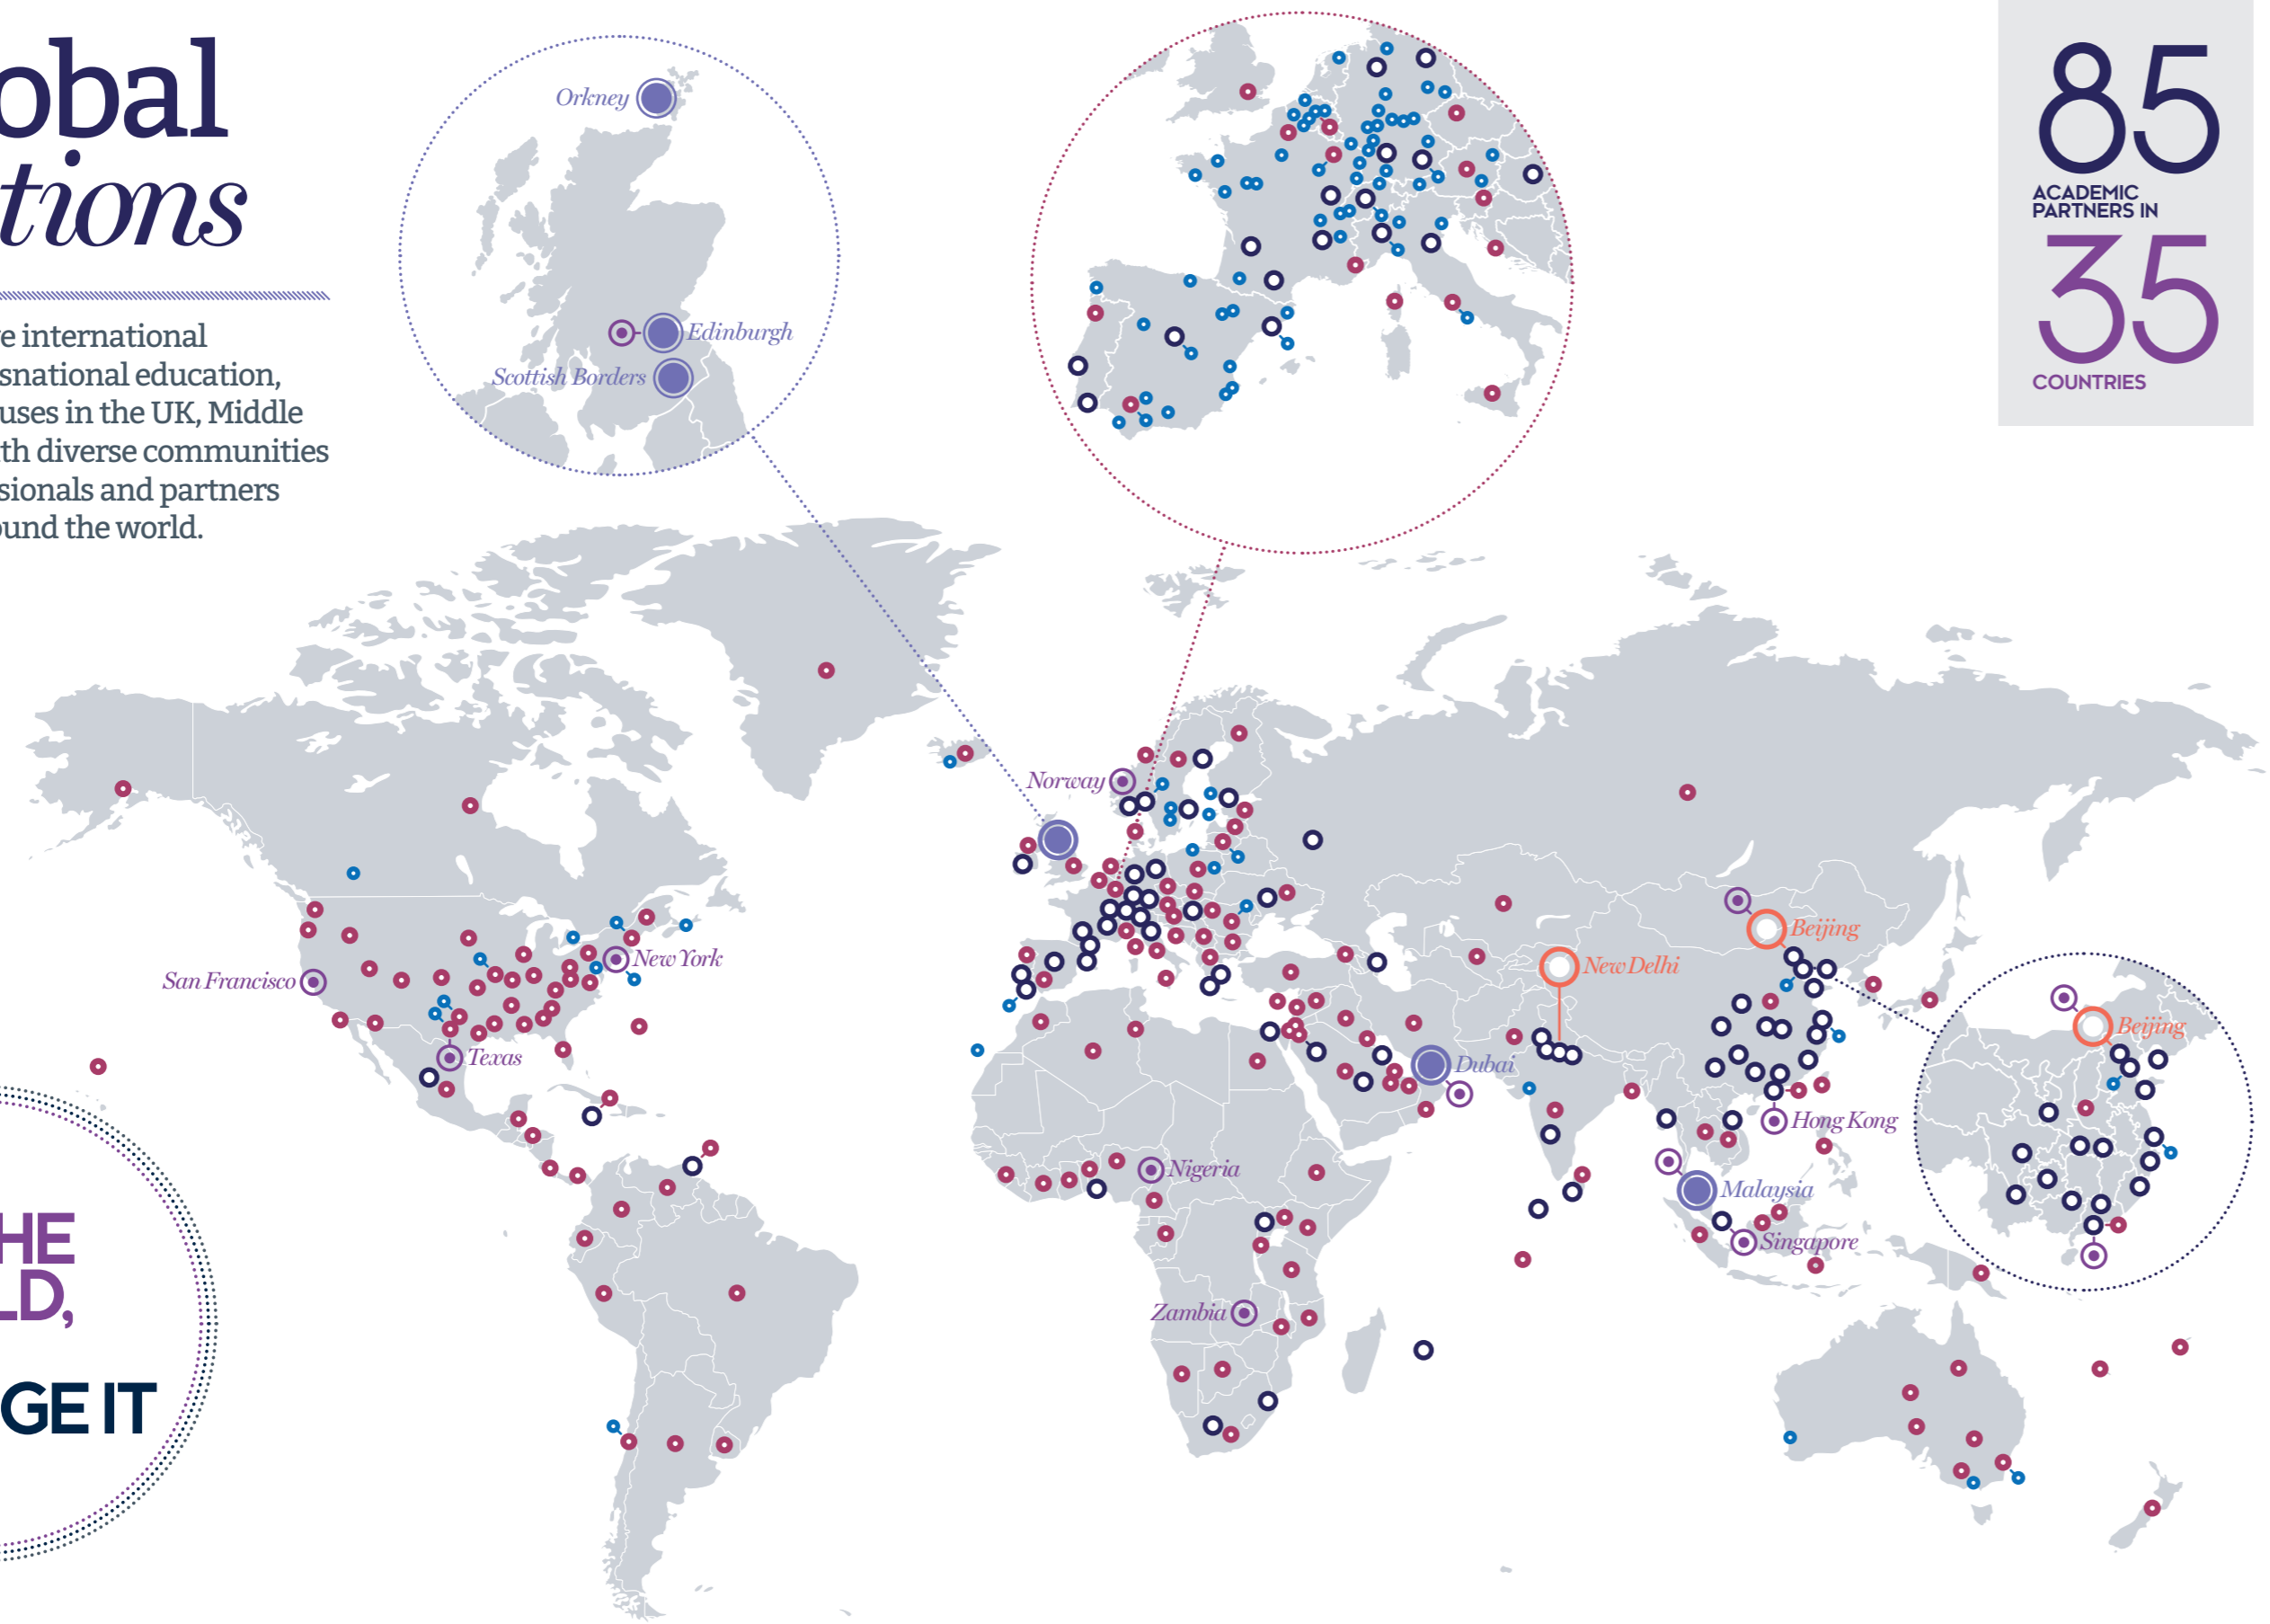 obal
tions
ve international
snational education,
uses in the UK, Middle
th diverse communities
sionals and partners
ound the world.
85
ACADEMIC
PARTNERS IN
35
COUNTRIES
Orkney
Edinburgh
Scottish Borders
Norway
San Francisco
New York
Texas
Beijing
New Delhi
Dubai
Beijing
Hong Kong
Nigeria
Malaysia
Singapore
Zambia
HE
LD,
GE IT